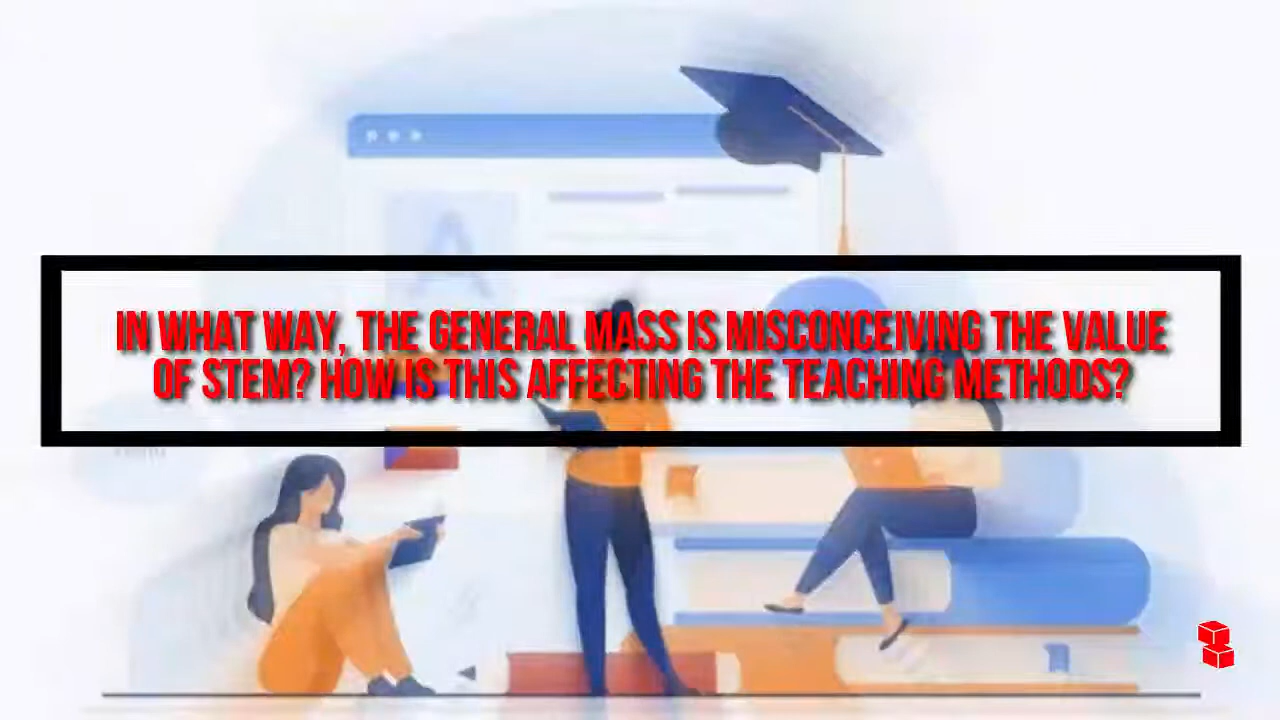 IN WHAT WAY, THE GENERAL MASS IS MISCONCEIVING THE VALUE
OF STEM? HOW IS THIS AFFECTING THE TEACHING METHODS?
A